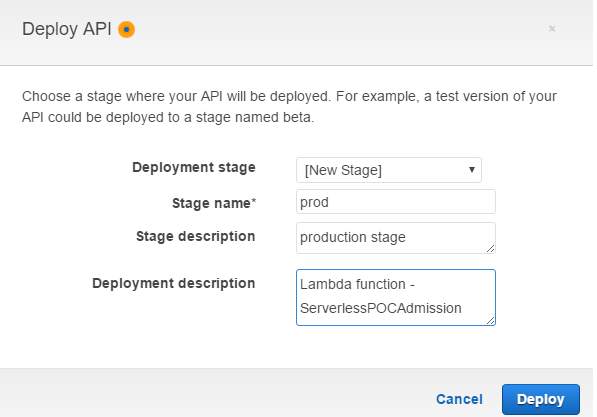 Deploy API
Choose a stage where your API will be deployed. For example, a test version of your
API could be deployed to a stage named beta.
Deployment stage [New Stage]
Stage name* prod
Stage description production stage
Deployment description Lambda function -
ServerlessPOCAdmission
Cancel Deploy